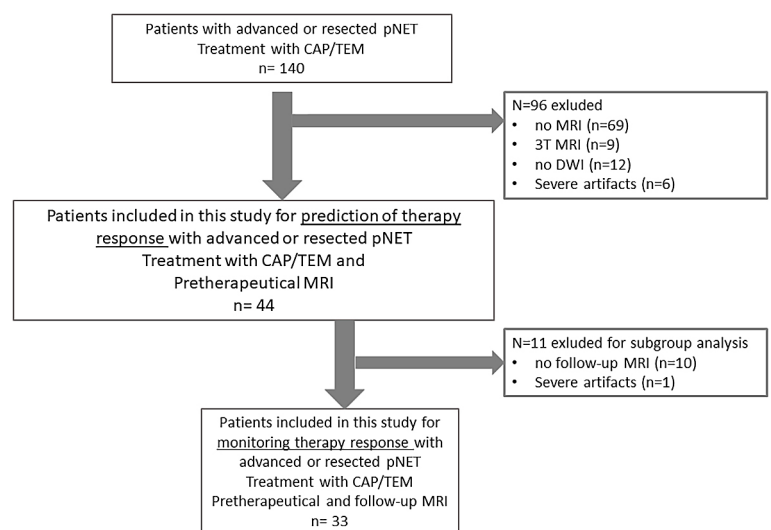 Patients with advanced or resected pNET
Treatment with CAP/TEM
n= 140
N=96 exluded
• no MRI (n=69)
• 3T MRI (n=9)
• no DWI (n=12)
• Severe artifacts (n=6)
Patients included in this study for prediction of therapy
response with advanced or resected pNET
Treatment with CAP/TEM and
Pretherapeutical MRI
n= 44
N=11 exluded for subgroup analysis
• no follow-up MRI (n=10)
• Severe artifacts (n=1)
Patients included in this study for
monitoring therapy response with
advanced or resected pNET
Treatment with CAP/TEM
Pretherapeutical and follow-up MRI
n= 33